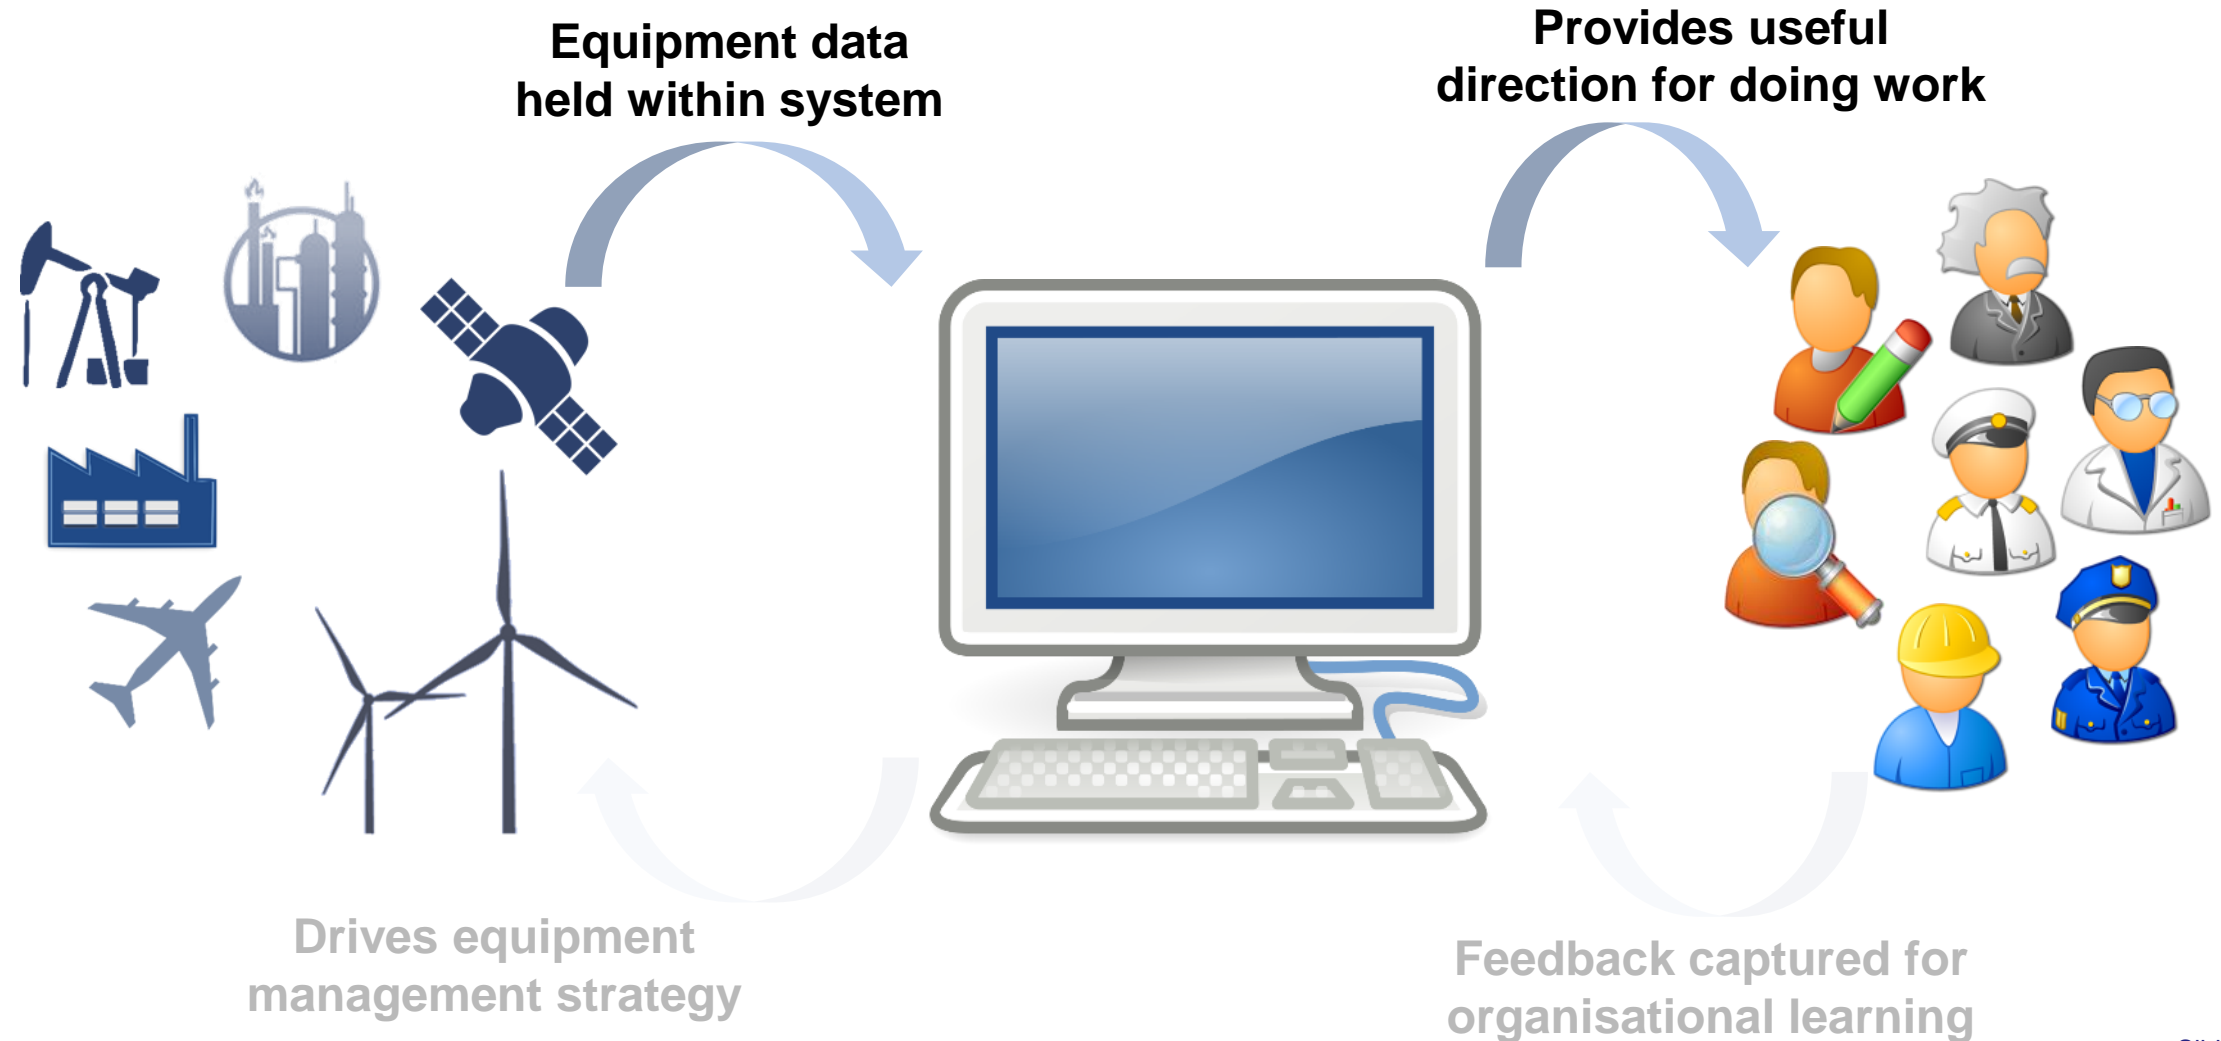 Equipment data
held within system
Provides useful
direction for doing work
Drives equipment
management strategy
Feedback captured for
organisational learning